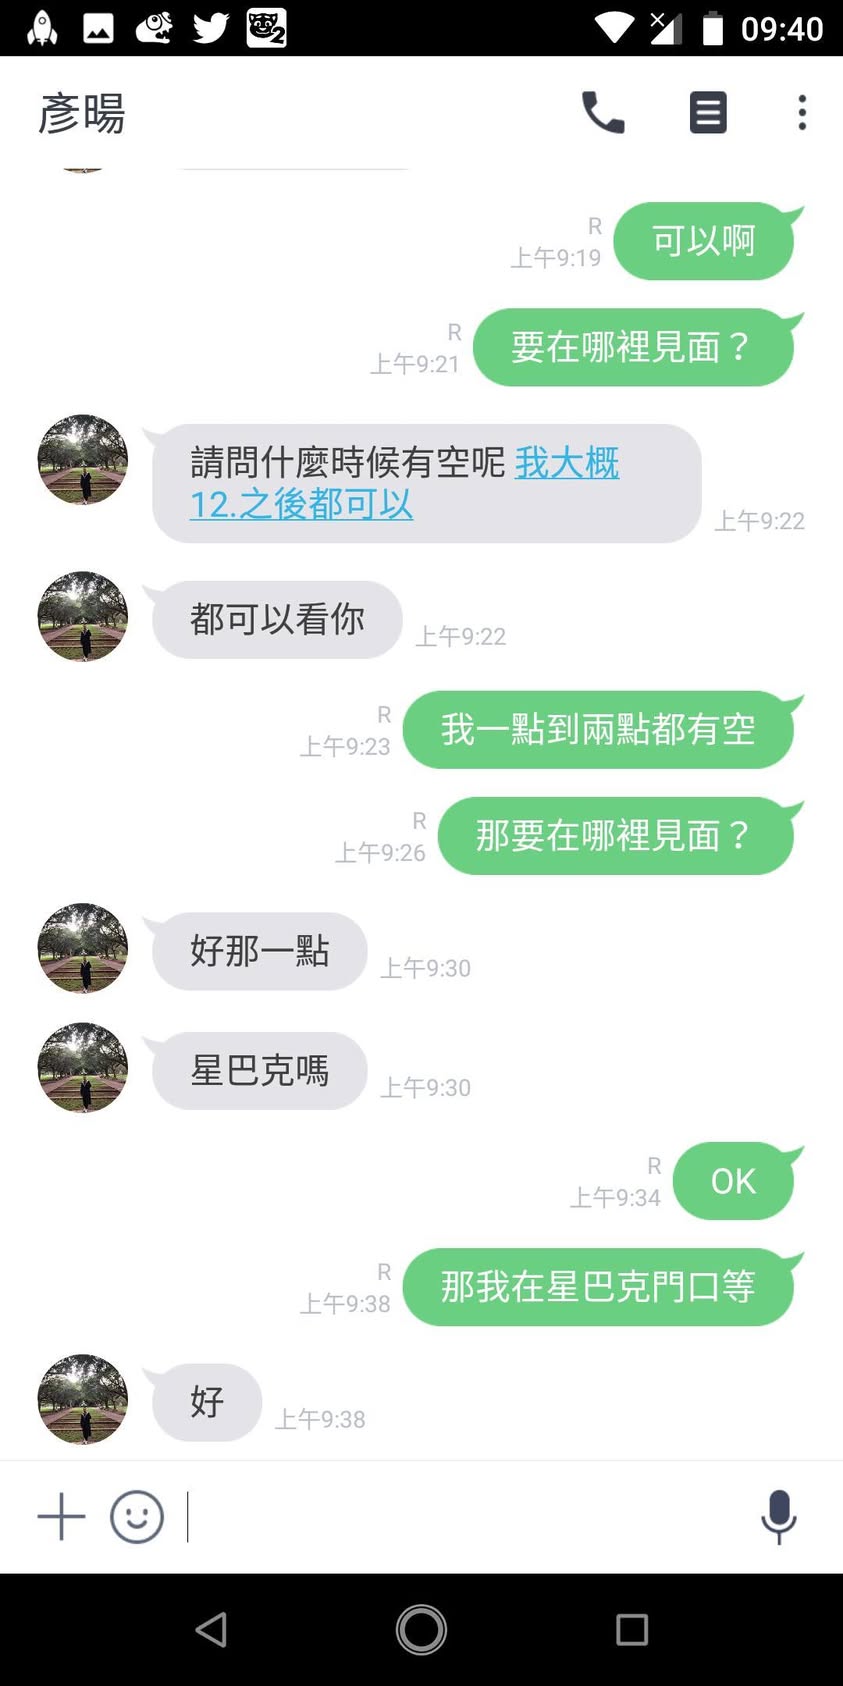 09:40
彥暘
R
上午9:19
可以啊
R
上午9:21
要在哪裡見面？
請問什麼時候有空呢 我大概
12.之後都可以
上午9:22
都可以看你
上午9:22
R
上午9:23
我一點到兩點都有空
R
上午9:26
那要在哪裡見面？
好那一點
上午9:30
星巴克嗎
上午9:30
R
上午9:34
OK
R
上午9:38
那我在星巴克門口等
好
上午9:38